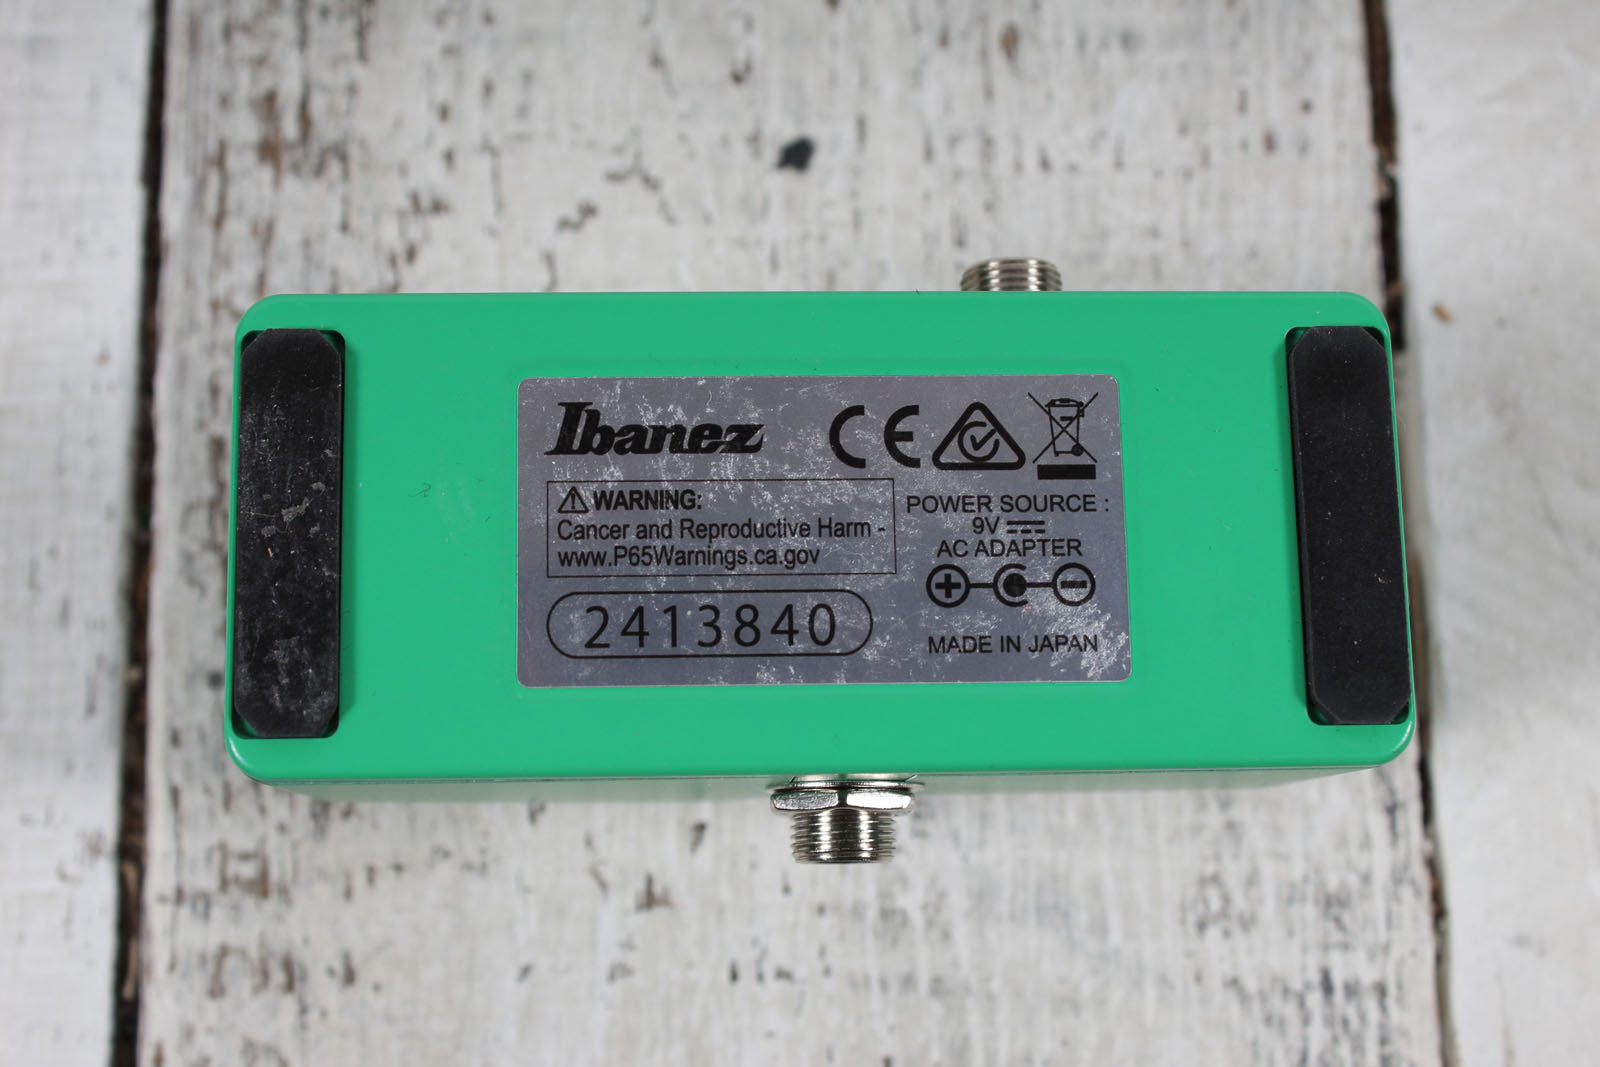 Ibanez
CE
WARNING:
Cancer and Reproductive Harm -
www.P65Warnings.ca.gov
2413840
POWER SOURCE :
9V
AC ADAPTER
MADE IN JAPAN